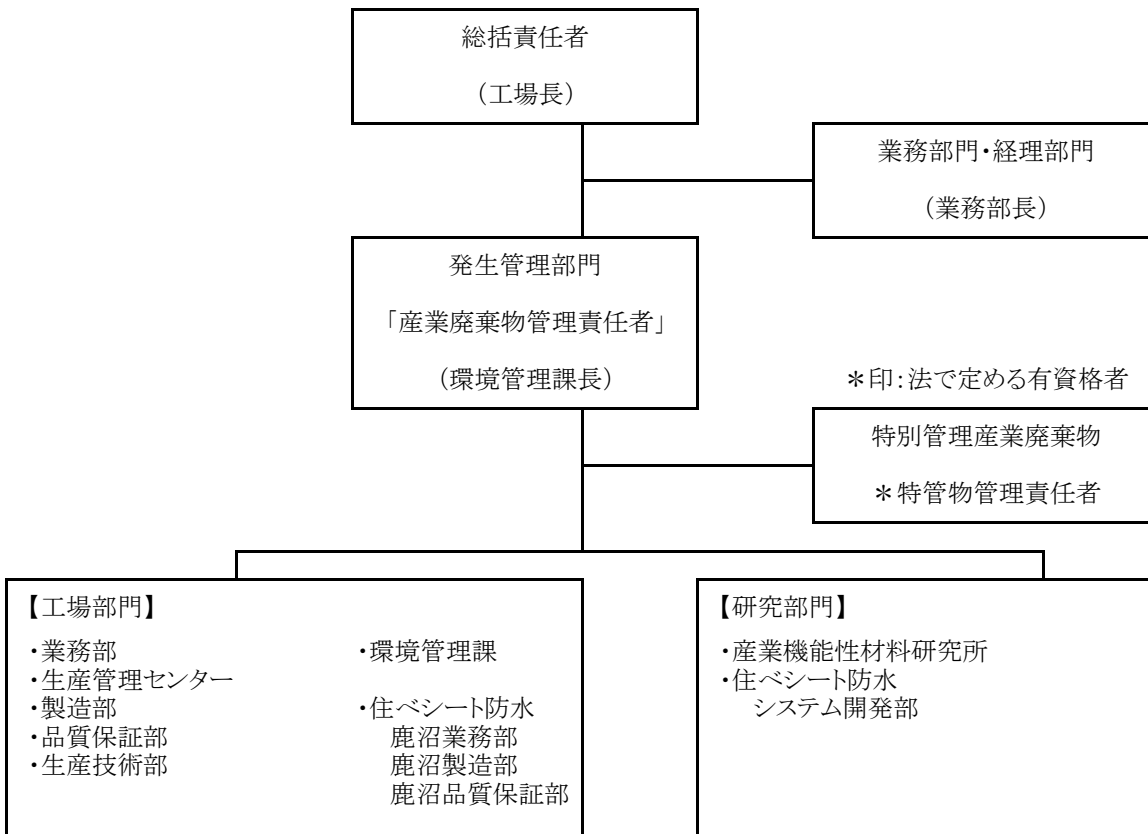 総括責任者
（工場長）
業務部門・経理部門
（業務部長）
発生管理部門
「産業廃棄物管理責任者」
（環境管理課長）
＊印：法で定める有資格者
特別管理産業廃棄物
＊特管物管理責任者
【工場部門】
・業務部
・生産管理センター
・製造部
・品質保証部
・生産技術部
・環境管理課
・住べシート防水
鹿沼業務部
鹿沼製造部
鹿沼品質保証部
【研究部門】
・産業機能性材料研究所
・住べシート防水
システム開発部